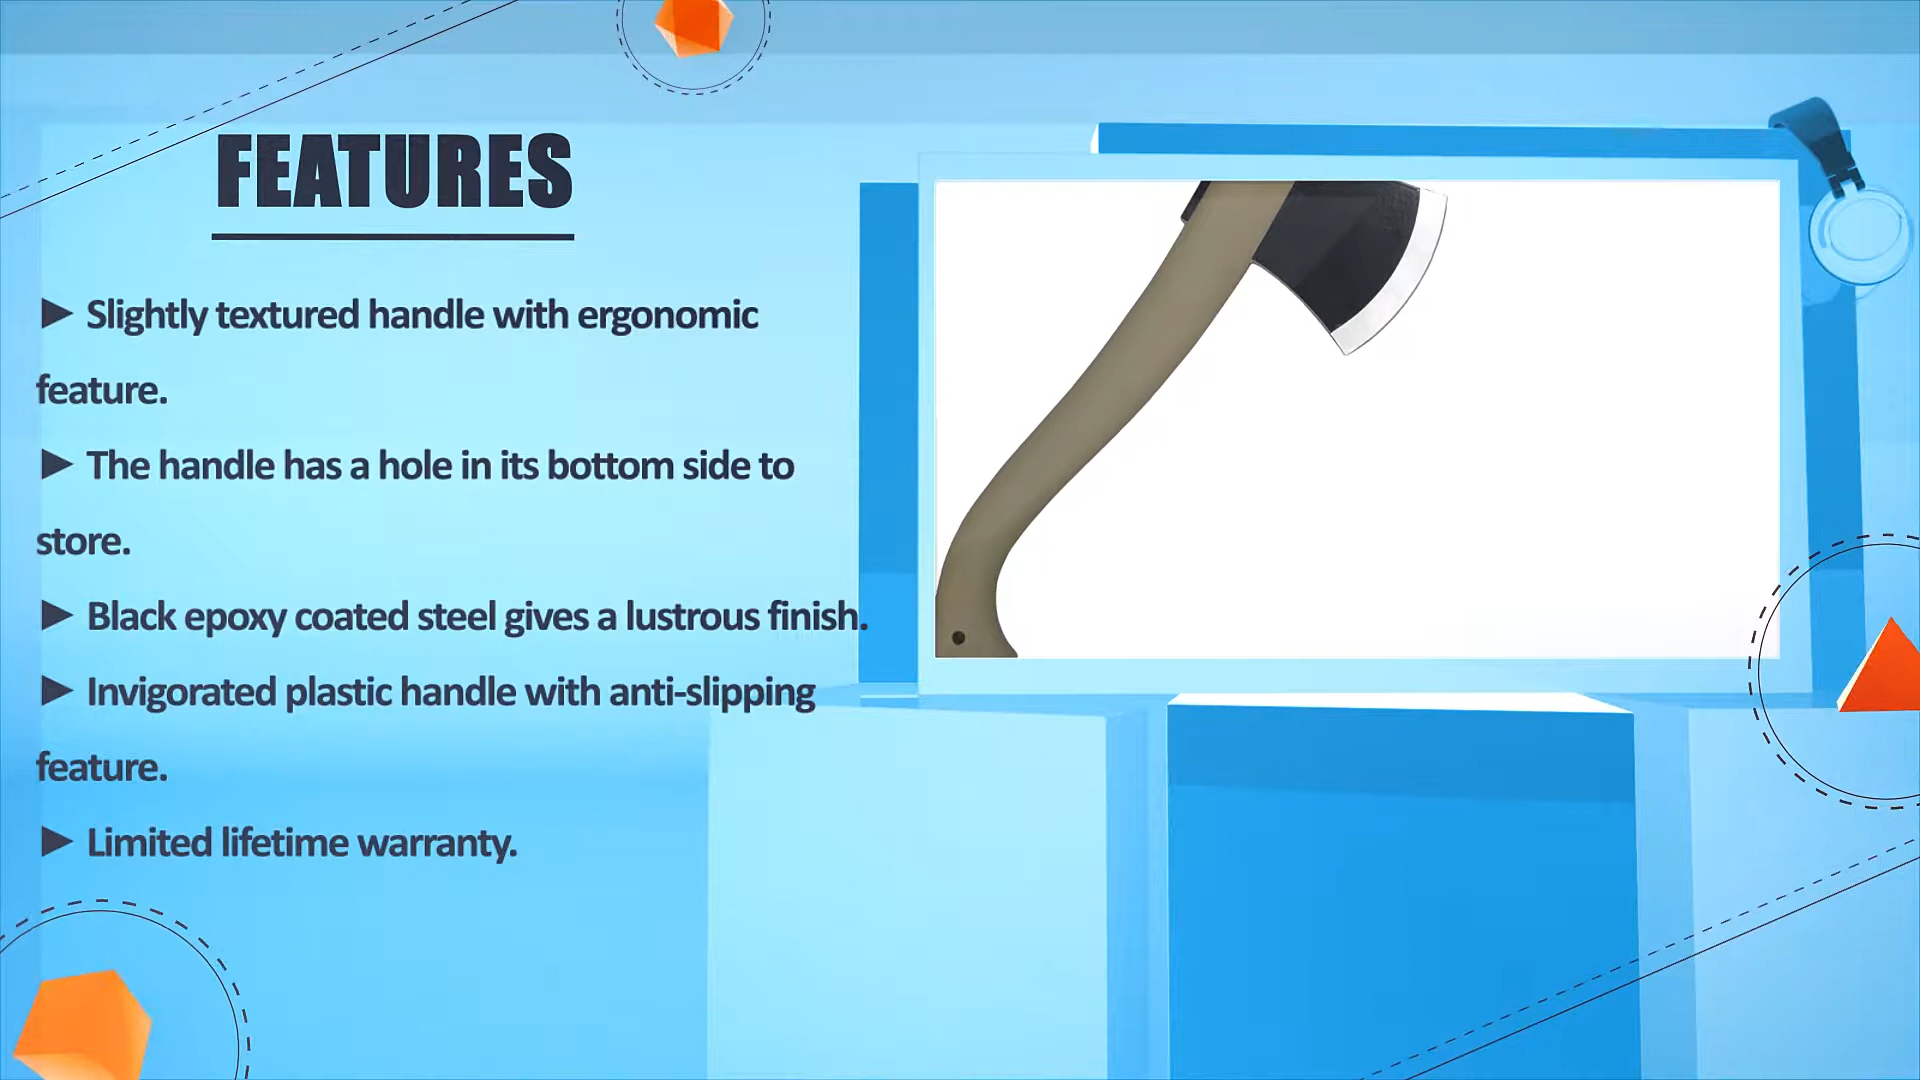 FEATURES
► Slightly textured handle with ergonomic
feature.
► The handle has a hole in its bottom side to
store.
► Black epoxy coated steel gives a lustrous finish.
► Invigorated plastic handle with anti-slipping
feature.
► Limited lifetime warranty.